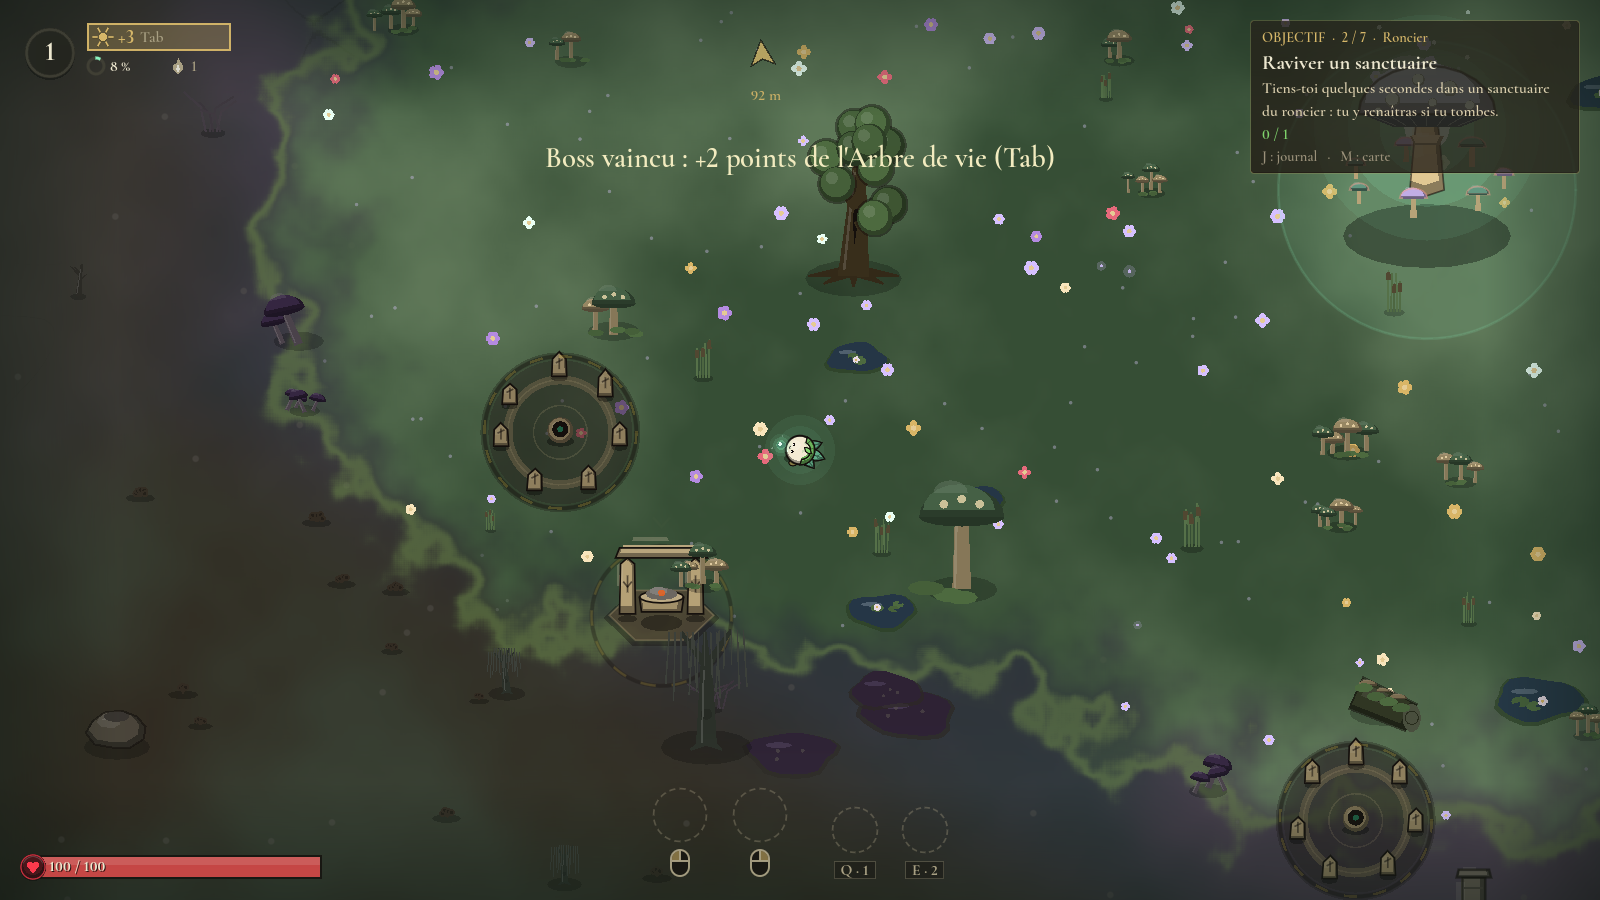 1
+3 Tab
8 %
1
92 m
Boss vaincu : +2 points de l'Arbre de vie (Tab)
OBJECTIF · 2 / 7 · Roncier
Raviver un sanctuaire
Tiens-toi quelques secondes dans un sanctuaire
du roncier : tu y renaîtras si tu tombes.
0 / 1
J : journal · M : carte
100 / 100
Q · 1
E · 2